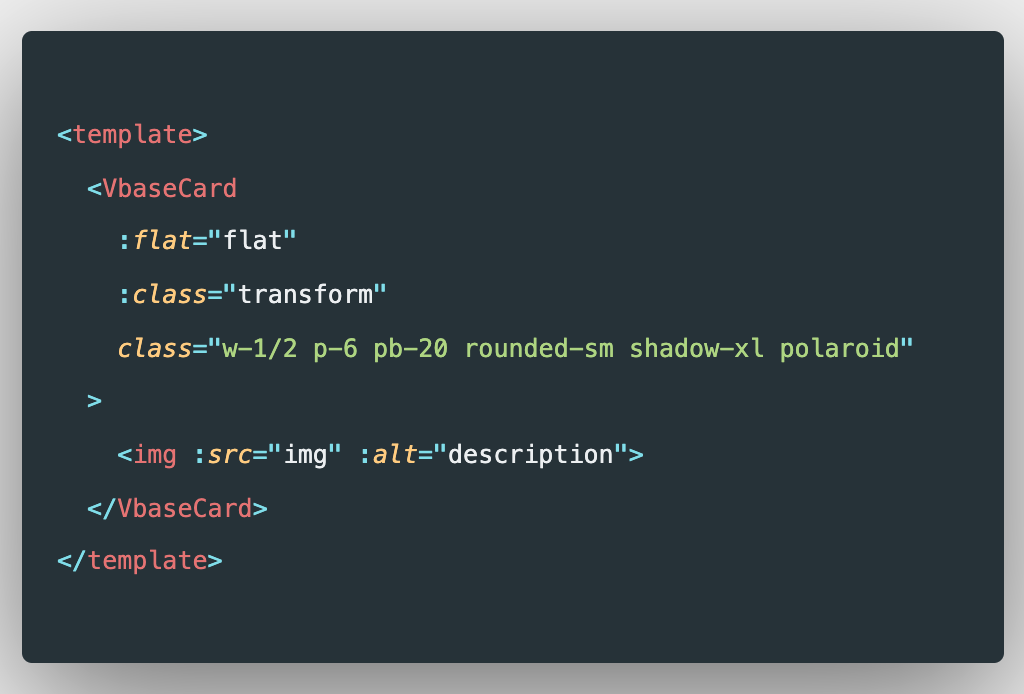 <template>
<VbaseCard
:flat="flat"
:class="transform"
class="w-1/2 p-6 pb-20 rounded-sm shadow-xl polaroid"
>
<img :src="img" :alt="description">
</VbaseCard>
</template>